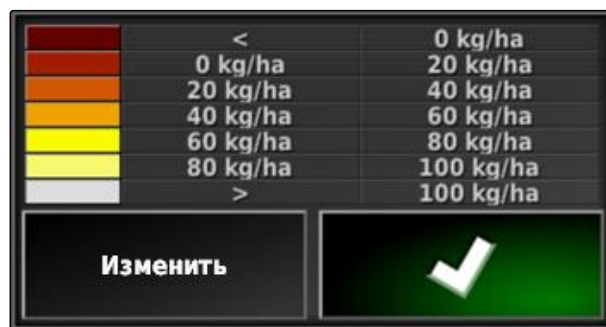 < 0 kg/ha
0 kg/ha 20 kg/ha
20 kg/ha 40 kg/ha
40 kg/ha 60 kg/ha
60 kg/ha 80 kg/ha
80 kg/ha 100 kg/ha
> 100 kg/ha
Изменить